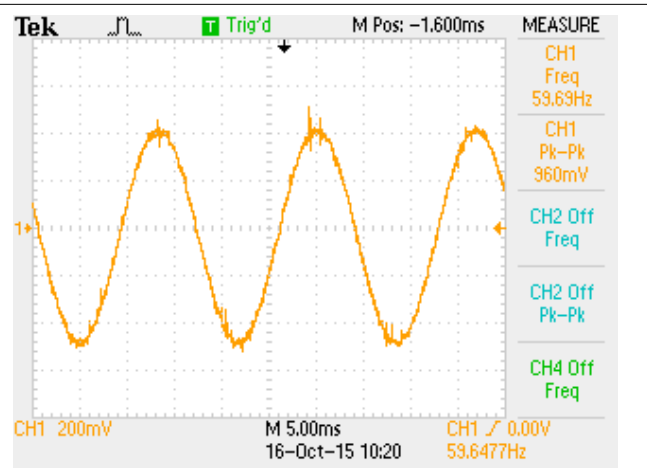 Tek T Trig'd M Pos: -1.600ms MEASURE
CH1
Freq
59.69Hz
CH1
Pk-Pk
960mV
1
CH2 Off
Freq
CH2 Off
Pk-Pk
CH4 Off
Freq
CH1 200mV M 5.00ms CH1 0.00V
16-Oct-15 10:20 59.6477Hz